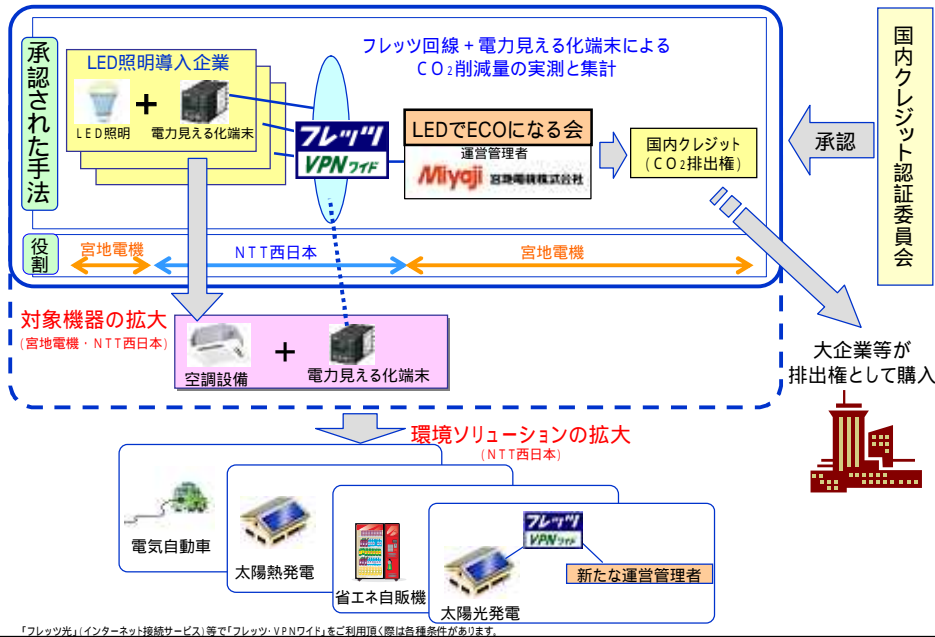 承認された手法
LED照明導入企業
+
LED照明
電力見える化端末
フレッツ回線+電力見える化端末による
CO2削減量の実測と集計
フレッツ
VPNワイド
LEDでECOになる会
運営管理者
Miyaji 宮地電機株式会社
国内クレジット
(CO2排出権)
承認
国内クレジット認証委員会
役割
宮地電機
NTT西日本
宮地電機
対象機器の拡大
(宮地電機・NTT西日本)
空調設備
+
電力見える化端末
大企業等が
排出権として購入
環境ソリューションの拡大
(NTT西日本)
電気自動車
太陽熱発電
省エネ自販機
フレッツ
VPNワイド
太陽光発電
新たな運営管理者
「フレッツ光」(インターネット接続サービス)等で「フレッツ・VPNワイド」をご利用頂く際は各種条件があります。